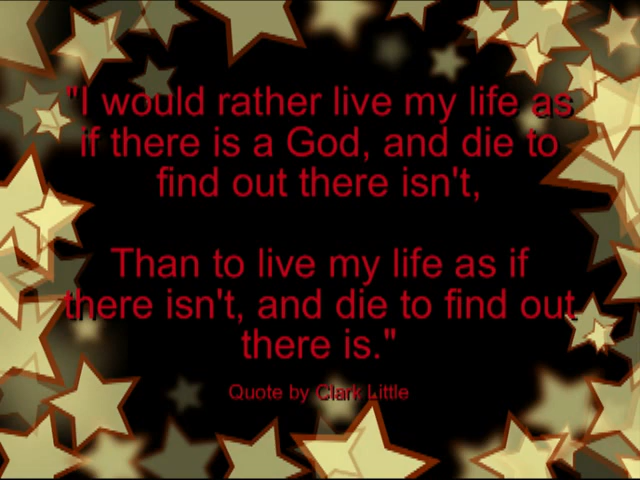 "I would rather live my life as
if there is a God, and die to
find out there isn't,
Than to live my life as if
there isn't, and die to find out
there is."
Quote by Clark Little